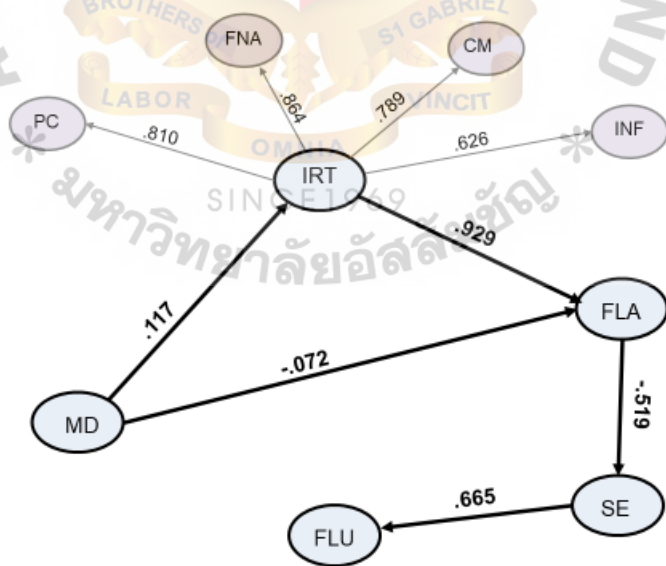 BROTHERS OF
S1 GABRIEL
ND
FNA
CM
LABOR
VINCIT
PC
.810
.864
.789
.626
INF
OMNIA
IRT
SINCE1969
มหาวิทยาลัยอัสสัมชัญ
.929
.117
FLA
-.072
MD
-.519
.665
SE
FLU